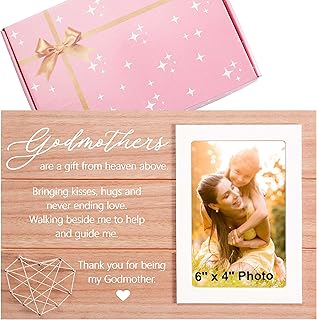 Godmothers
are a gift from heaven above.
Bringing kisses, hugs and
never ending love.
Walking beside me to help
and guide me.
Thank you for being
my Godmother.
6" x 4" Photo